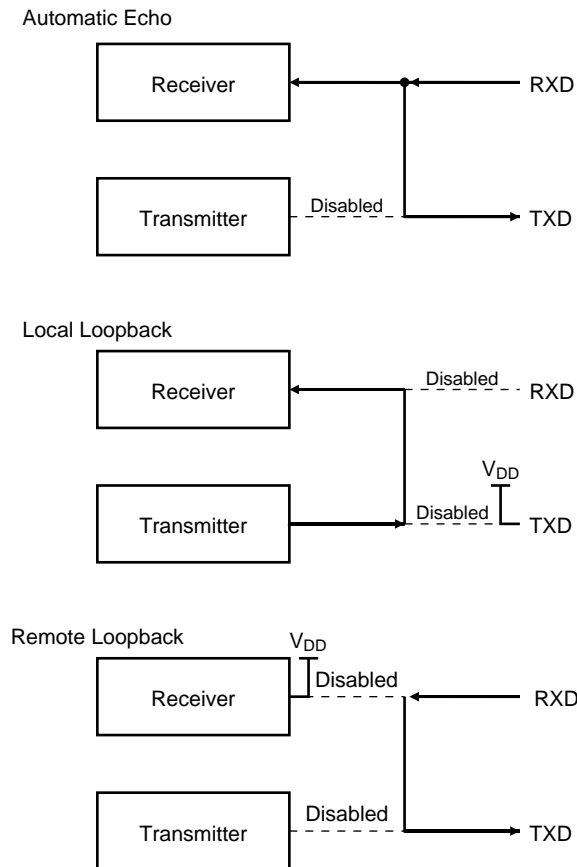 Automatic Echo
Receiver
RXD
Transmitter
Disabled
TXD
Local Loopback
Receiver
Disabled
RXD
VDD
Transmitter
Disabled
TXD
Remote Loopback
VDD
Receiver
Disabled
RXD
Transmitter
Disabled
TXD